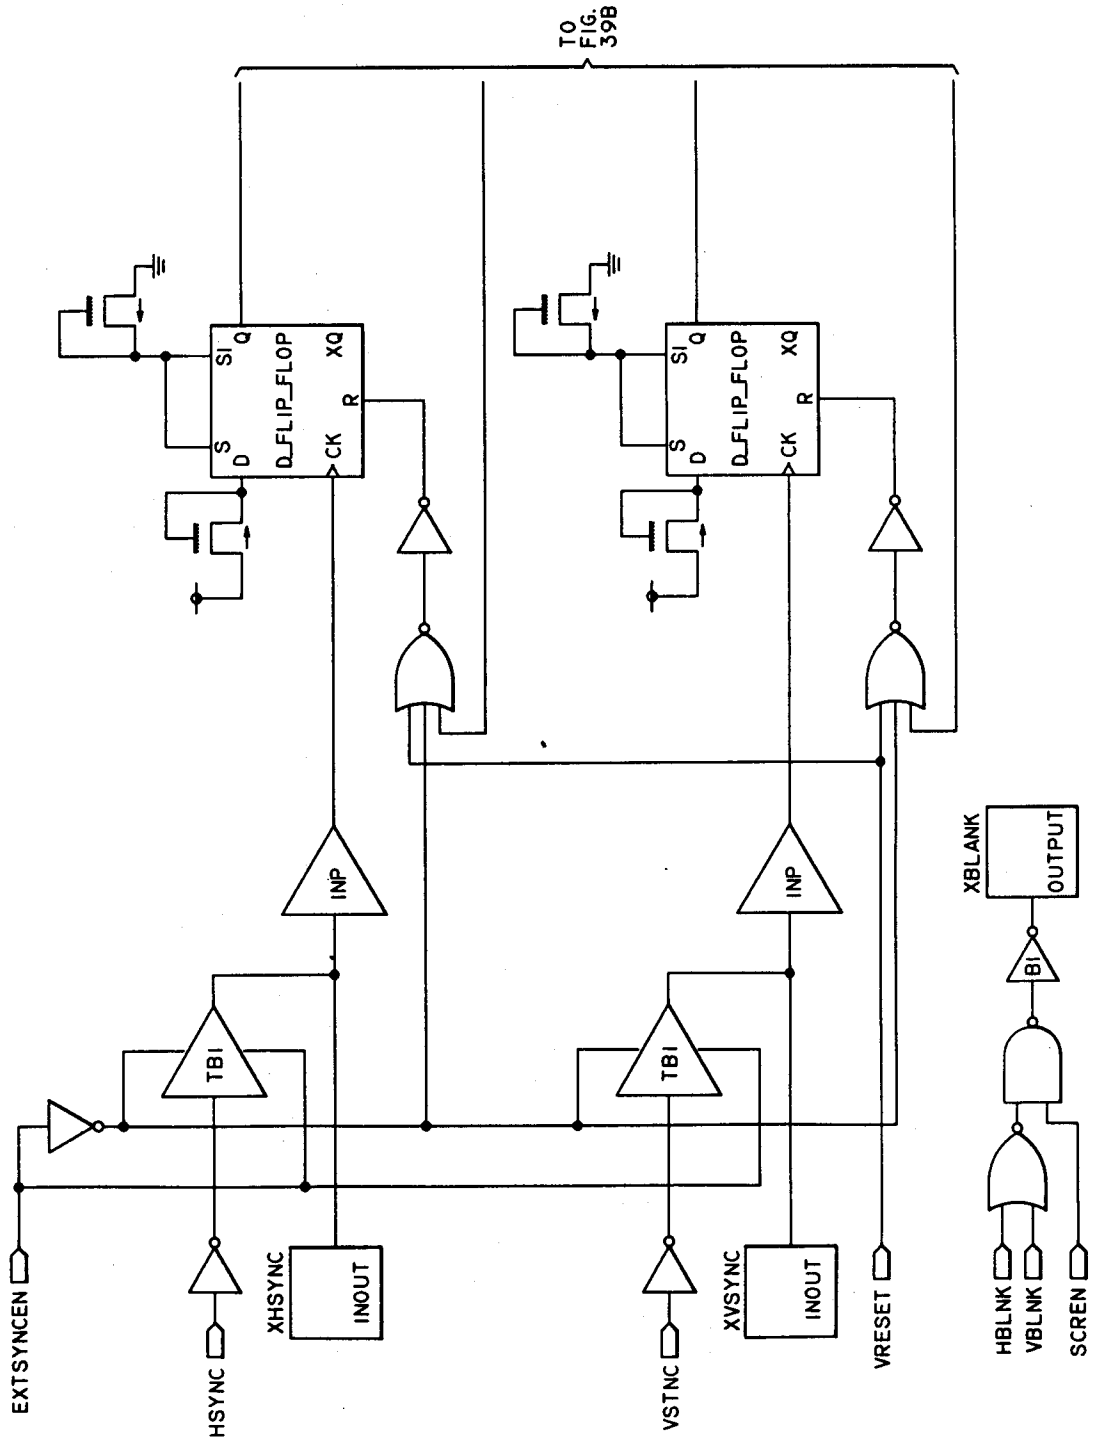 EXTSYNCEN
HSYNC
XHSYNC
INOUT
TBI
INP
S
SI
D
Q
D_FLIP_FLOP
CK
XQ
R
TO
FIG.
39B
VSTNC
XVSYNC
INOUT
TBI
INP
S
SI
D
Q
D_FLIP_FLOP
CK
XQ
R
VRESET
HBLNK
VBLNK
SCREN
BI
XBLANK
OUTPUT